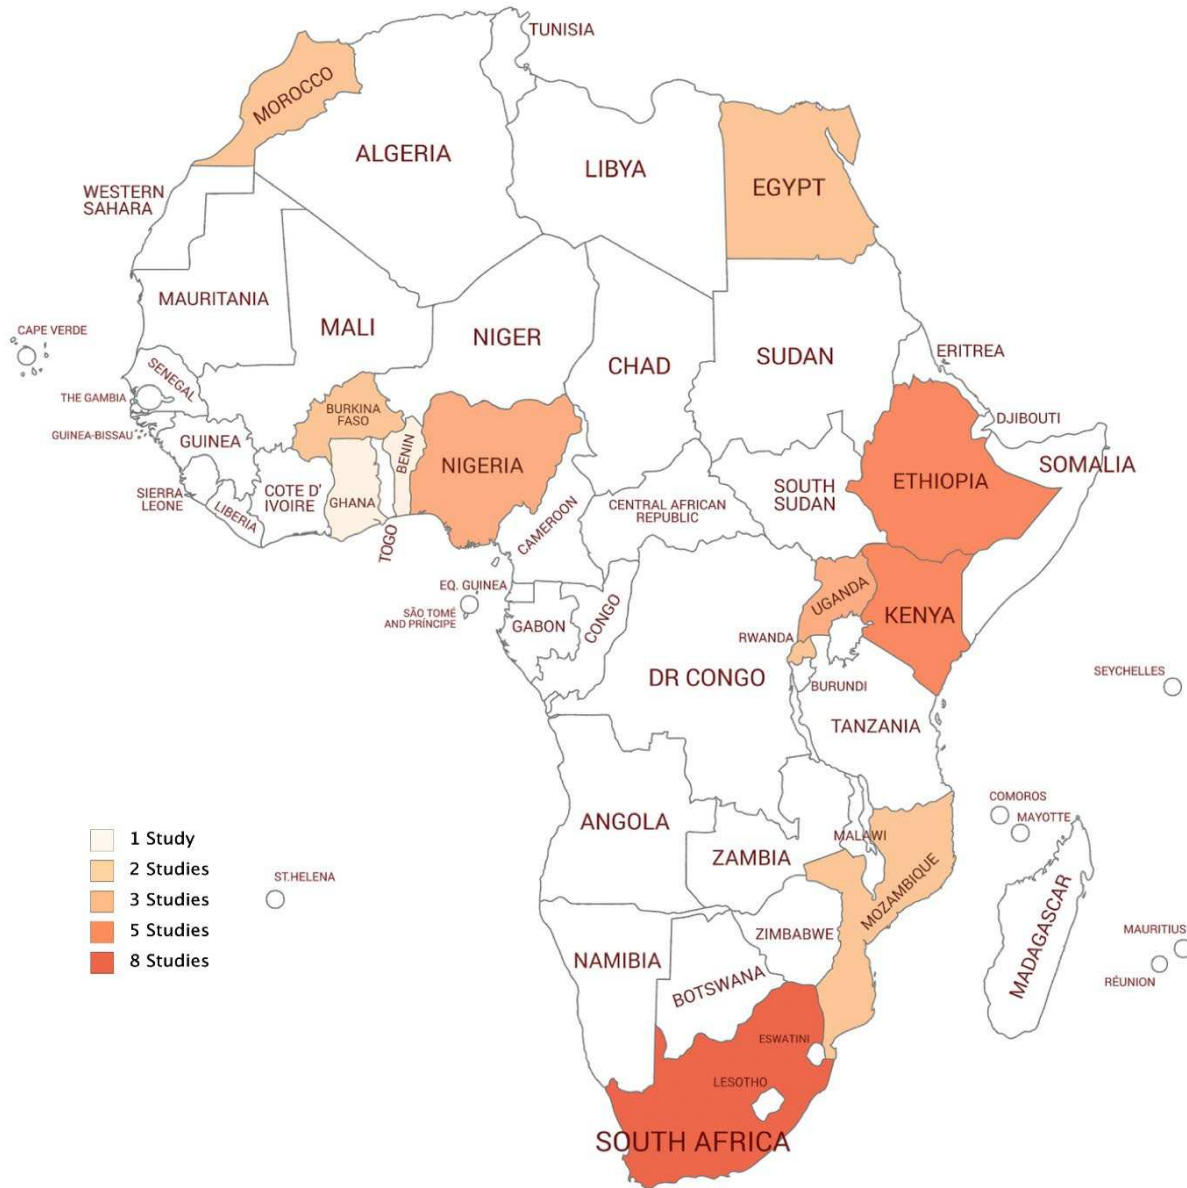 TUNISIA
MOROCCO
ALGERIA
LIBYA
EGYPT
WESTERN
SAHARA
MAURITANIA
MALI
NIGER
CHAD
SUDAN
ERITREA
CAPE VERDE
SENEGAL
THE GAMBIA
GUINEA-BISSAU
GUINEA
SIERRA
LEONE
LIBERIA
COTE D'
IVOIRE
BURKINA
FASO
GHANA
TOGO
BENIN
NIGERIA
CAMEROON
CENTRAL AFRICAN
REPUBLIC
SOUTH
SUDAN
ETHIOPIA
DJIBOUTI
SOMALIA
EQ. GUINEA
SÃO TOMÉ
AND PRÍNCIPE
GABON
CONGO
DR CONGO
UGANDA
KENYA
RWANDA
BURUNDI
TANZANIA
SEYCHELLES
COMOROS
MAYOTTE
ANGOLA
ZAMBIA
MALAWI
MOZAMBIQUE
MADAGASCAR
MAURITIUS
RÉUNION
ST.HELENA
NAMIBIA
ZIMBABWE
BOTSWANA
ESWATINI
LESOTHO
SOUTH AFRICA
1 Study
2 Studies
3 Studies
5 Studies
8 Studies